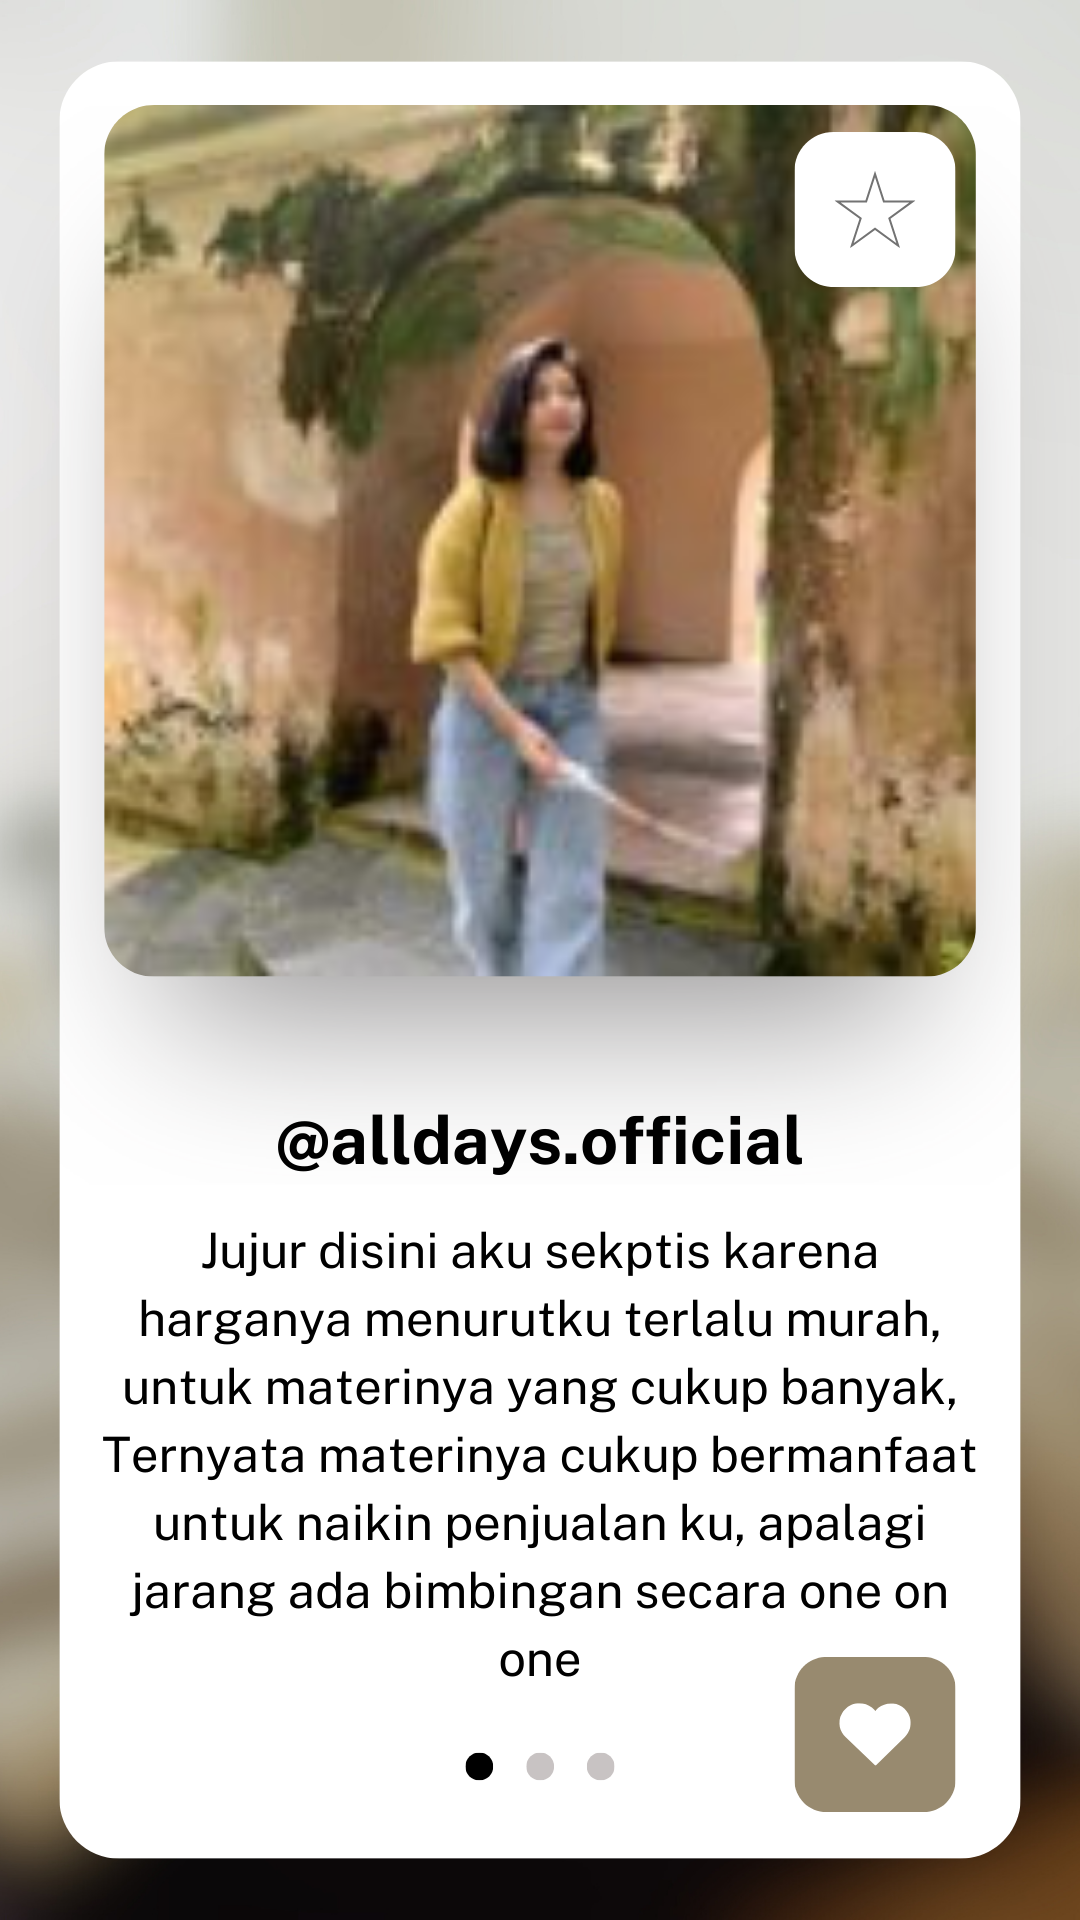 @alldays.official
Jujur disini aku sekptis karena
harganya menurutku terlalu murah,
untuk materinya yang cukup banyak,
Ternyata materinya cukup bermanfaat
untuk naikin penjualan ku, apalagi
jarang ada bimbingan secara one on
one